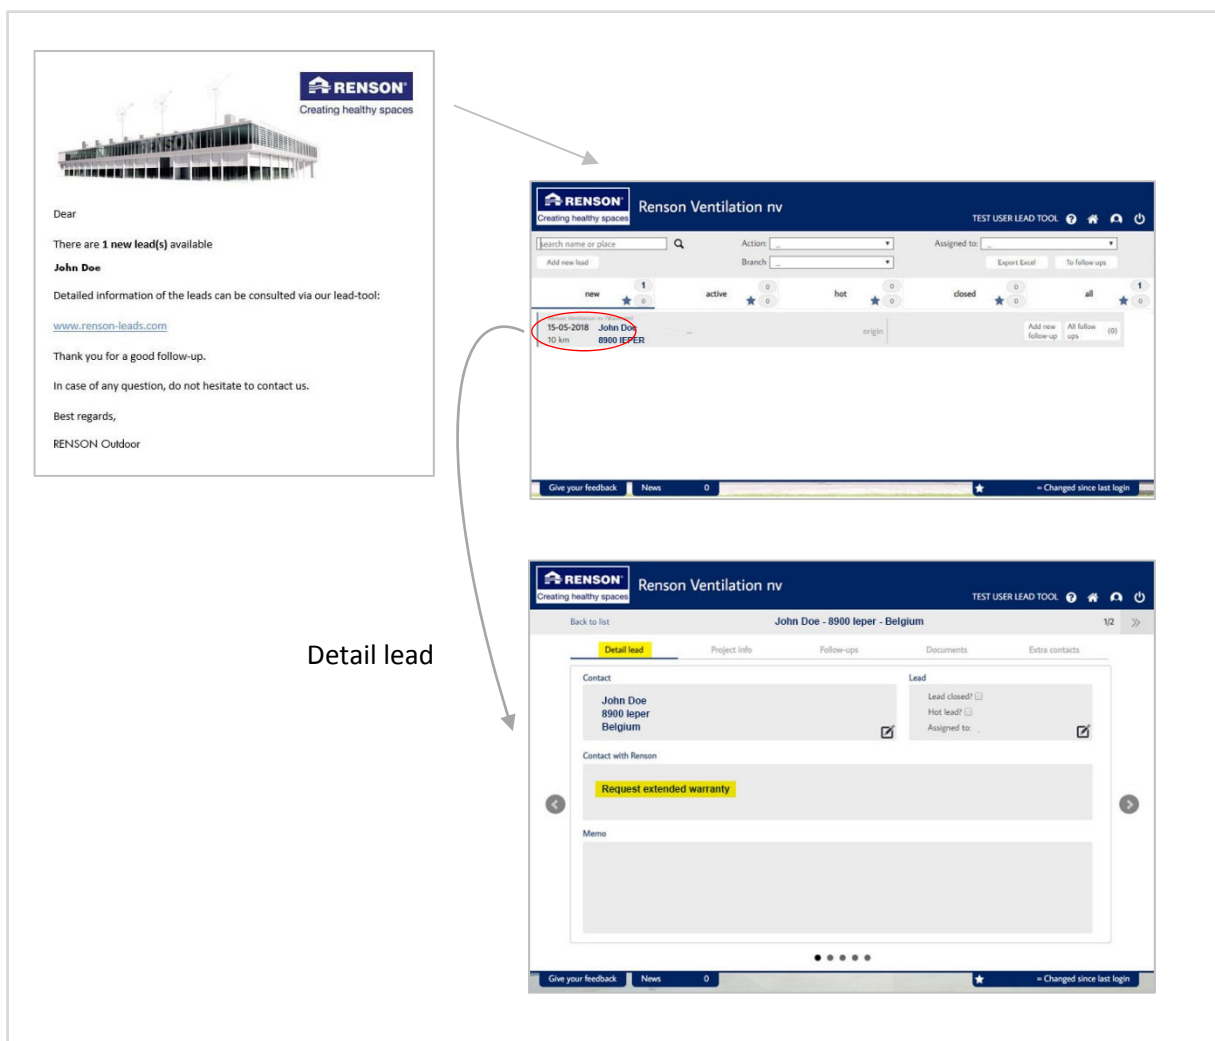 RENSON
Creating healthy spaces
RENSON
Dear
There are 1 new lead(s) available
John Doe
Detailed information of the leads can be consulted via our lead-tool:
www.renson-leads.com
Thank you for a good follow-up.
In case of any question, do not hesitate to contact us.
Best regards,
RENSON Outdoor
RENSON
Creating healthy spaces
Renson Ventilation nv
TEST USER LEAD TOOL
search name or place
Action: _
Assigned to: _
Add new lead
Branch _
Export Excel
To follow ups
new 1 0
active 0 0
hot 0 0
closed 0 0
all 1 0
15-05-2018 John Doe
10 km 8900 IEPER
origin
Add new follow-up
All follow ups
(0)
Give your feedback
News 0
= Changed since last login
Detail lead
RENSON
Creating healthy spaces
Renson Ventilation nv
TEST USER LEAD TOOL
Back to list
John Doe - 8900 Ieper - Belgium
1/2
Detail lead
Project info
Follow-ups
Documents
Extra contacts
Contact
John Doe
8900 Ieper
Belgium
Lead
Lead closed?
Hot lead?
Assigned to:
Contact with Renson
Request extended warranty
Memo
Give your feedback
News 0
= Changed since last login